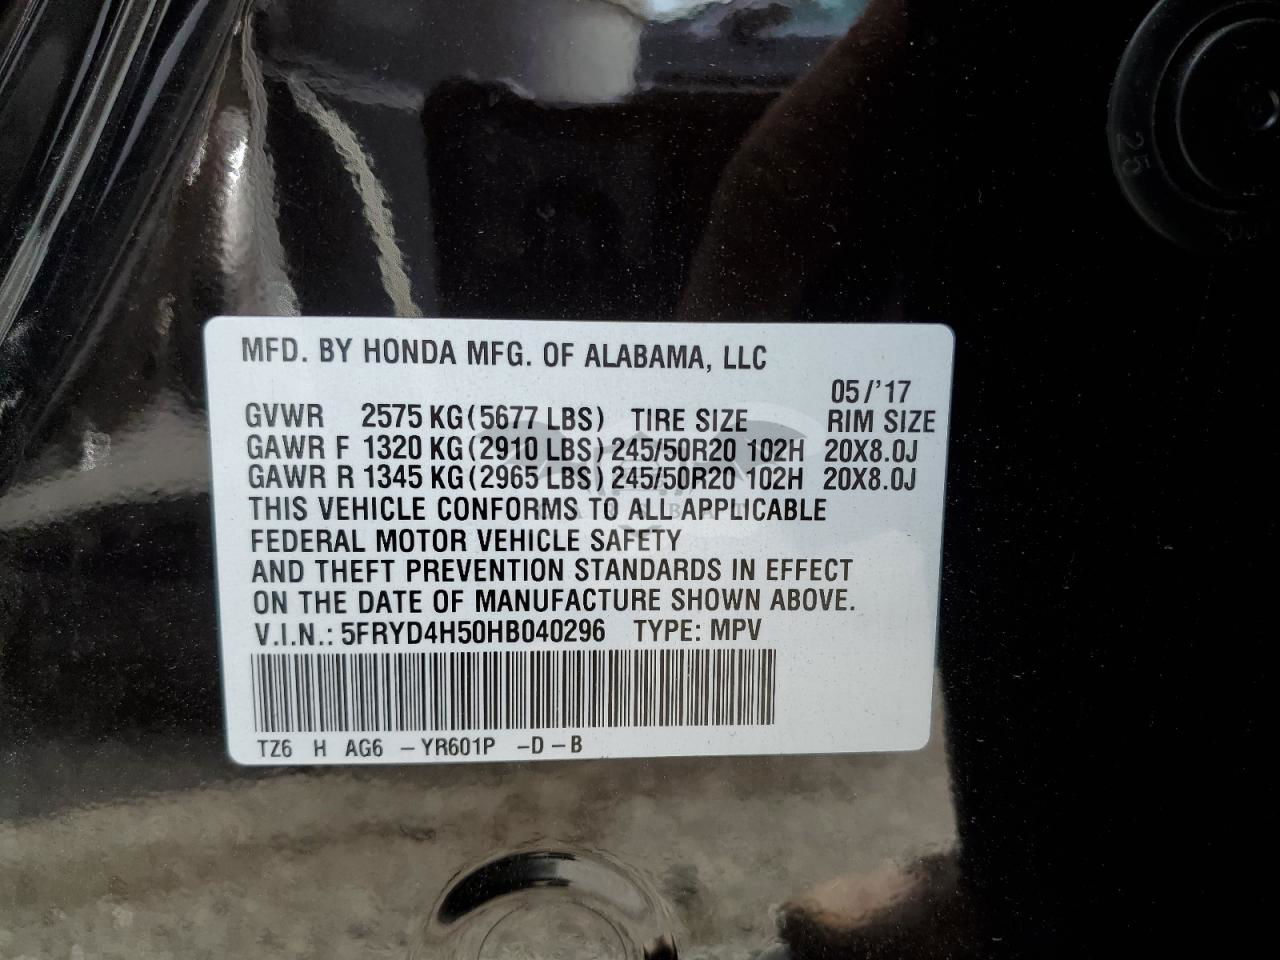 25
MFD. BY HONDA MFG. OF ALABAMA, LLC
05/'17
GVWR 2575 KG (5677 LBS) TIRE SIZE RIM SIZE
GAWR F 1320 KG (2910 LBS) 245/50R20 102H 20X8.0J
GAWR R 1345 KG (2965 LBS) 245/50R20 102H 20X8.0J
THIS VEHICLE CONFORMS TO ALL APPLICABLE
FEDERAL MOTOR VEHICLE SAFETY
AND THEFT PREVENTION STANDARDS IN EFFECT
ON THE DATE OF MANUFACTURE SHOWN ABOVE.
V.I.N.: 5FRYD4H50HB040296 TYPE: MPV
TZ6 H AG6 -YR601P -D-B